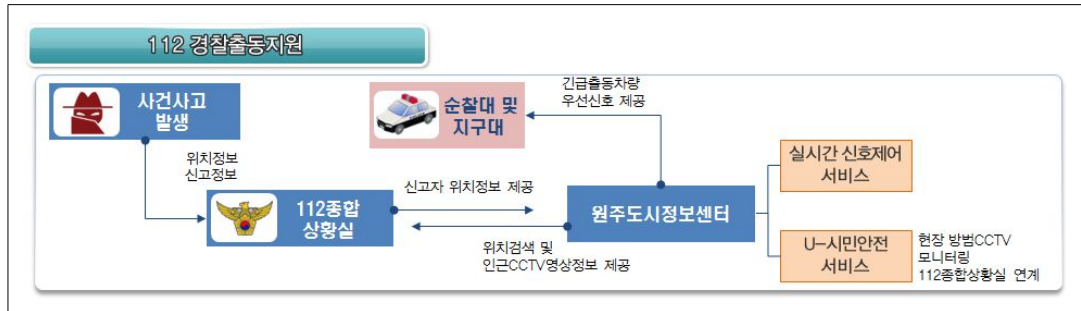 112 경찰출동지원
사건사고
발생
위치정보
신고정보
112종합
상황실
순찰대 및
지구대
긴급출동차량
우선신호 제공
신고자 위치정보 제공
위치검색 및
인근CCTV영상정보 제공
원주도시정보센터
실시간 신호제어
서비스
U-시민안전
서비스
현장 방범CCTV
모니터링
112종합상황실 연계